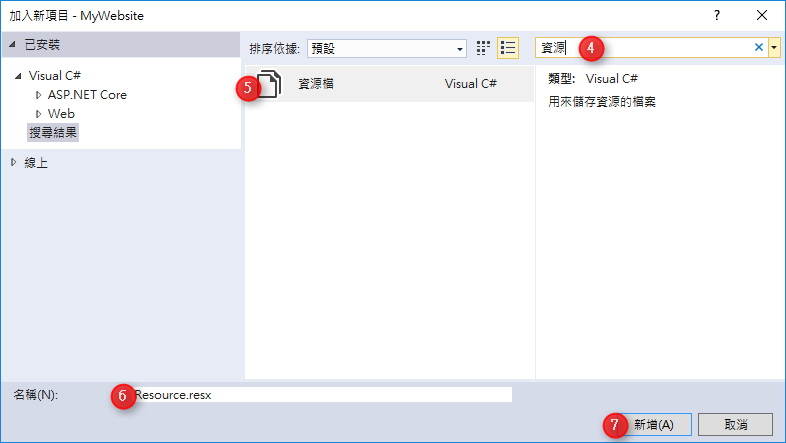 加入新項目 - MyWebsite
?
已安裝
排序依據: 預設
資源 4
Visual C#
ASP.NET Core
Web
搜尋結果
線上
5 資源檔 Visual C#
類型: Visual C#
用來儲存資源的檔案
名稱(N): 6 Resource.resx
7 新增(A) 取消